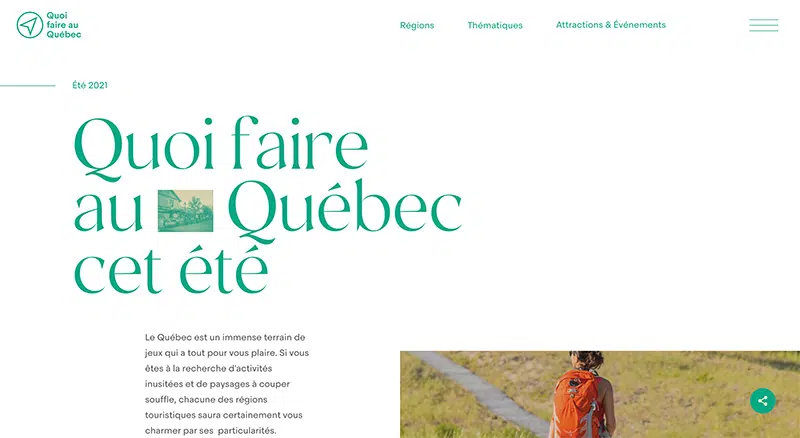 Quoi
faire au
Québec
Régions
Thématiques
Attractions & Événements
Été 2021
Quoi faire
au Québec
cet été
Le Québec est un immense terrain de
jeux qui a tout pour vous plaire. Si vous
êtes à la recherche d'activités
inusitées et de paysages à couper
souffle, chacune des régions
touristiques saura certainement vous
charmer par ses particularités.